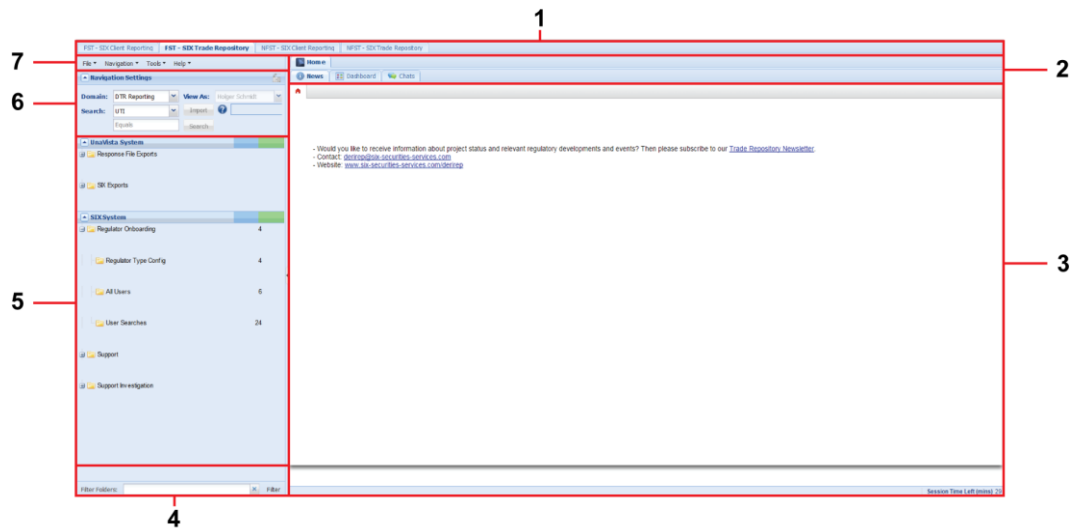 1
FST - SIX Client Reporting FST - SIX Trade Repository NFST - SIX Client Reporting NFST - SIX Trade Repository
7
File Navigation Tools Help
Home
2
Navigation Settings
News Dashboard Chats
6
Domain: DTR Reporting View As: Holger Schmidt
Search: UTI Import
Equals Search
UnaVista System
Response File Exports
- Would you like to receive information about project status and relevant regulatory developments and events? Then please subscribe to our Trade Repository Newsletter.
- Contact: derirep@six-securities-services.com
- Website: www.six-securities-services.com/derirep
SIX Exports
SIX System
Regulator Onboarding 4
Regulator Type Config 4
3
All Users 6
5
User Searches 24
Support
Support Investigation
Filter Folders: Filter
Session Time Left (mins) 29
4